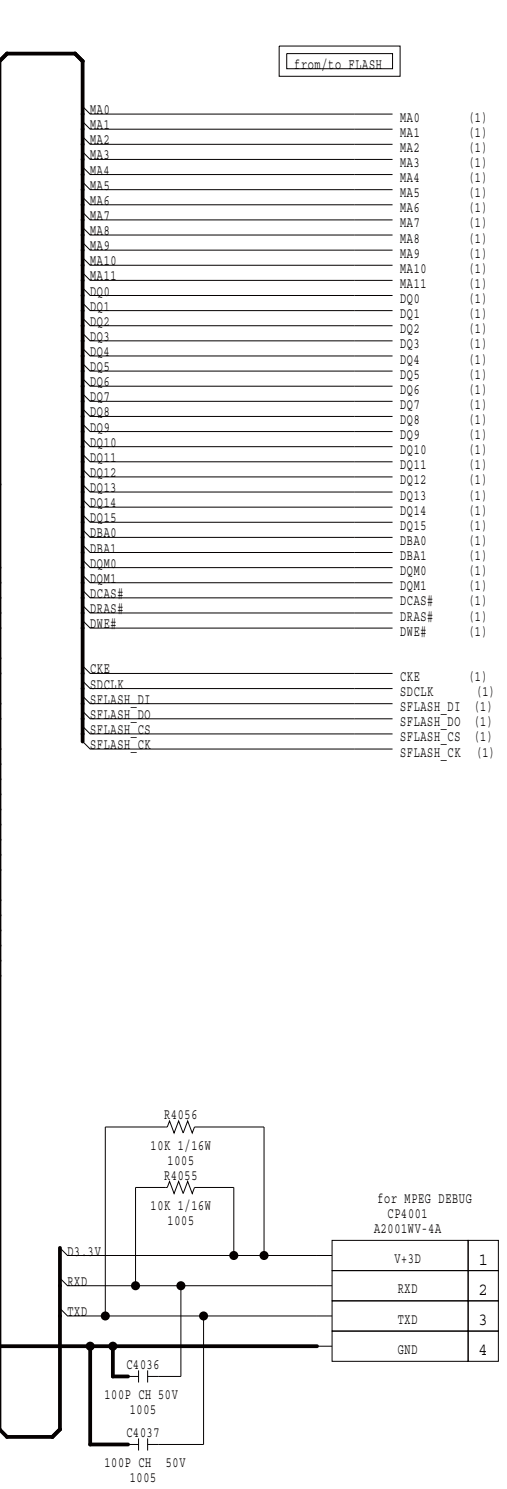 from/to FLASH
MA0 MA0 (1)
MA1 MA1 (1)
MA2 MA2 (1)
MA3 MA3 (1)
MA4 MA4 (1)
MA5 MA5 (1)
MA6 MA6 (1)
MA7 MA7 (1)
MA8 MA8 (1)
MA9 MA9 (1)
MA10 MA10 (1)
MA11 MA11 (1)
DQ0 DQ0 (1)
DQ1 DQ1 (1)
DQ2 DQ2 (1)
DQ3 DQ3 (1)
DQ4 DQ4 (1)
DQ5 DQ5 (1)
DQ6 DQ6 (1)
DQ7 DQ7 (1)
DQ8 DQ8 (1)
DQ9 DQ9 (1)
DQ10 DQ10 (1)
DQ11 DQ11 (1)
DQ12 DQ12 (1)
DQ13 DQ13 (1)
DQ14 DQ14 (1)
DQ15 DQ15 (1)
DBA0 DBA0 (1)
DBA1 DBA1 (1)
DQM0 DQM0 (1)
DQM1 DQM1 (1)
DCAS# DCAS# (1)
DRAS# DRAS# (1)
DWE# DWE# (1)
CKE CKE (1)
SDCLK SDCLK (1)
SFLASH_DI SFLASH_DI (1)
SFLASH_DO SFLASH_DO (1)
SFLASH_CS SFLASH_CS (1)
SFLASH_CK SFLASH_CK (1)
R4056
10K 1/16W
1005
R4055
10K 1/16W
1005
for MPEG DEBUG
CP4001
A2001WV-4A
D3.3V V+3D 1
RXD RXD 2
TXD TXD 3
GND 4
C4036
100P CH 50V
1005
C4037
100P CH 50V
1005